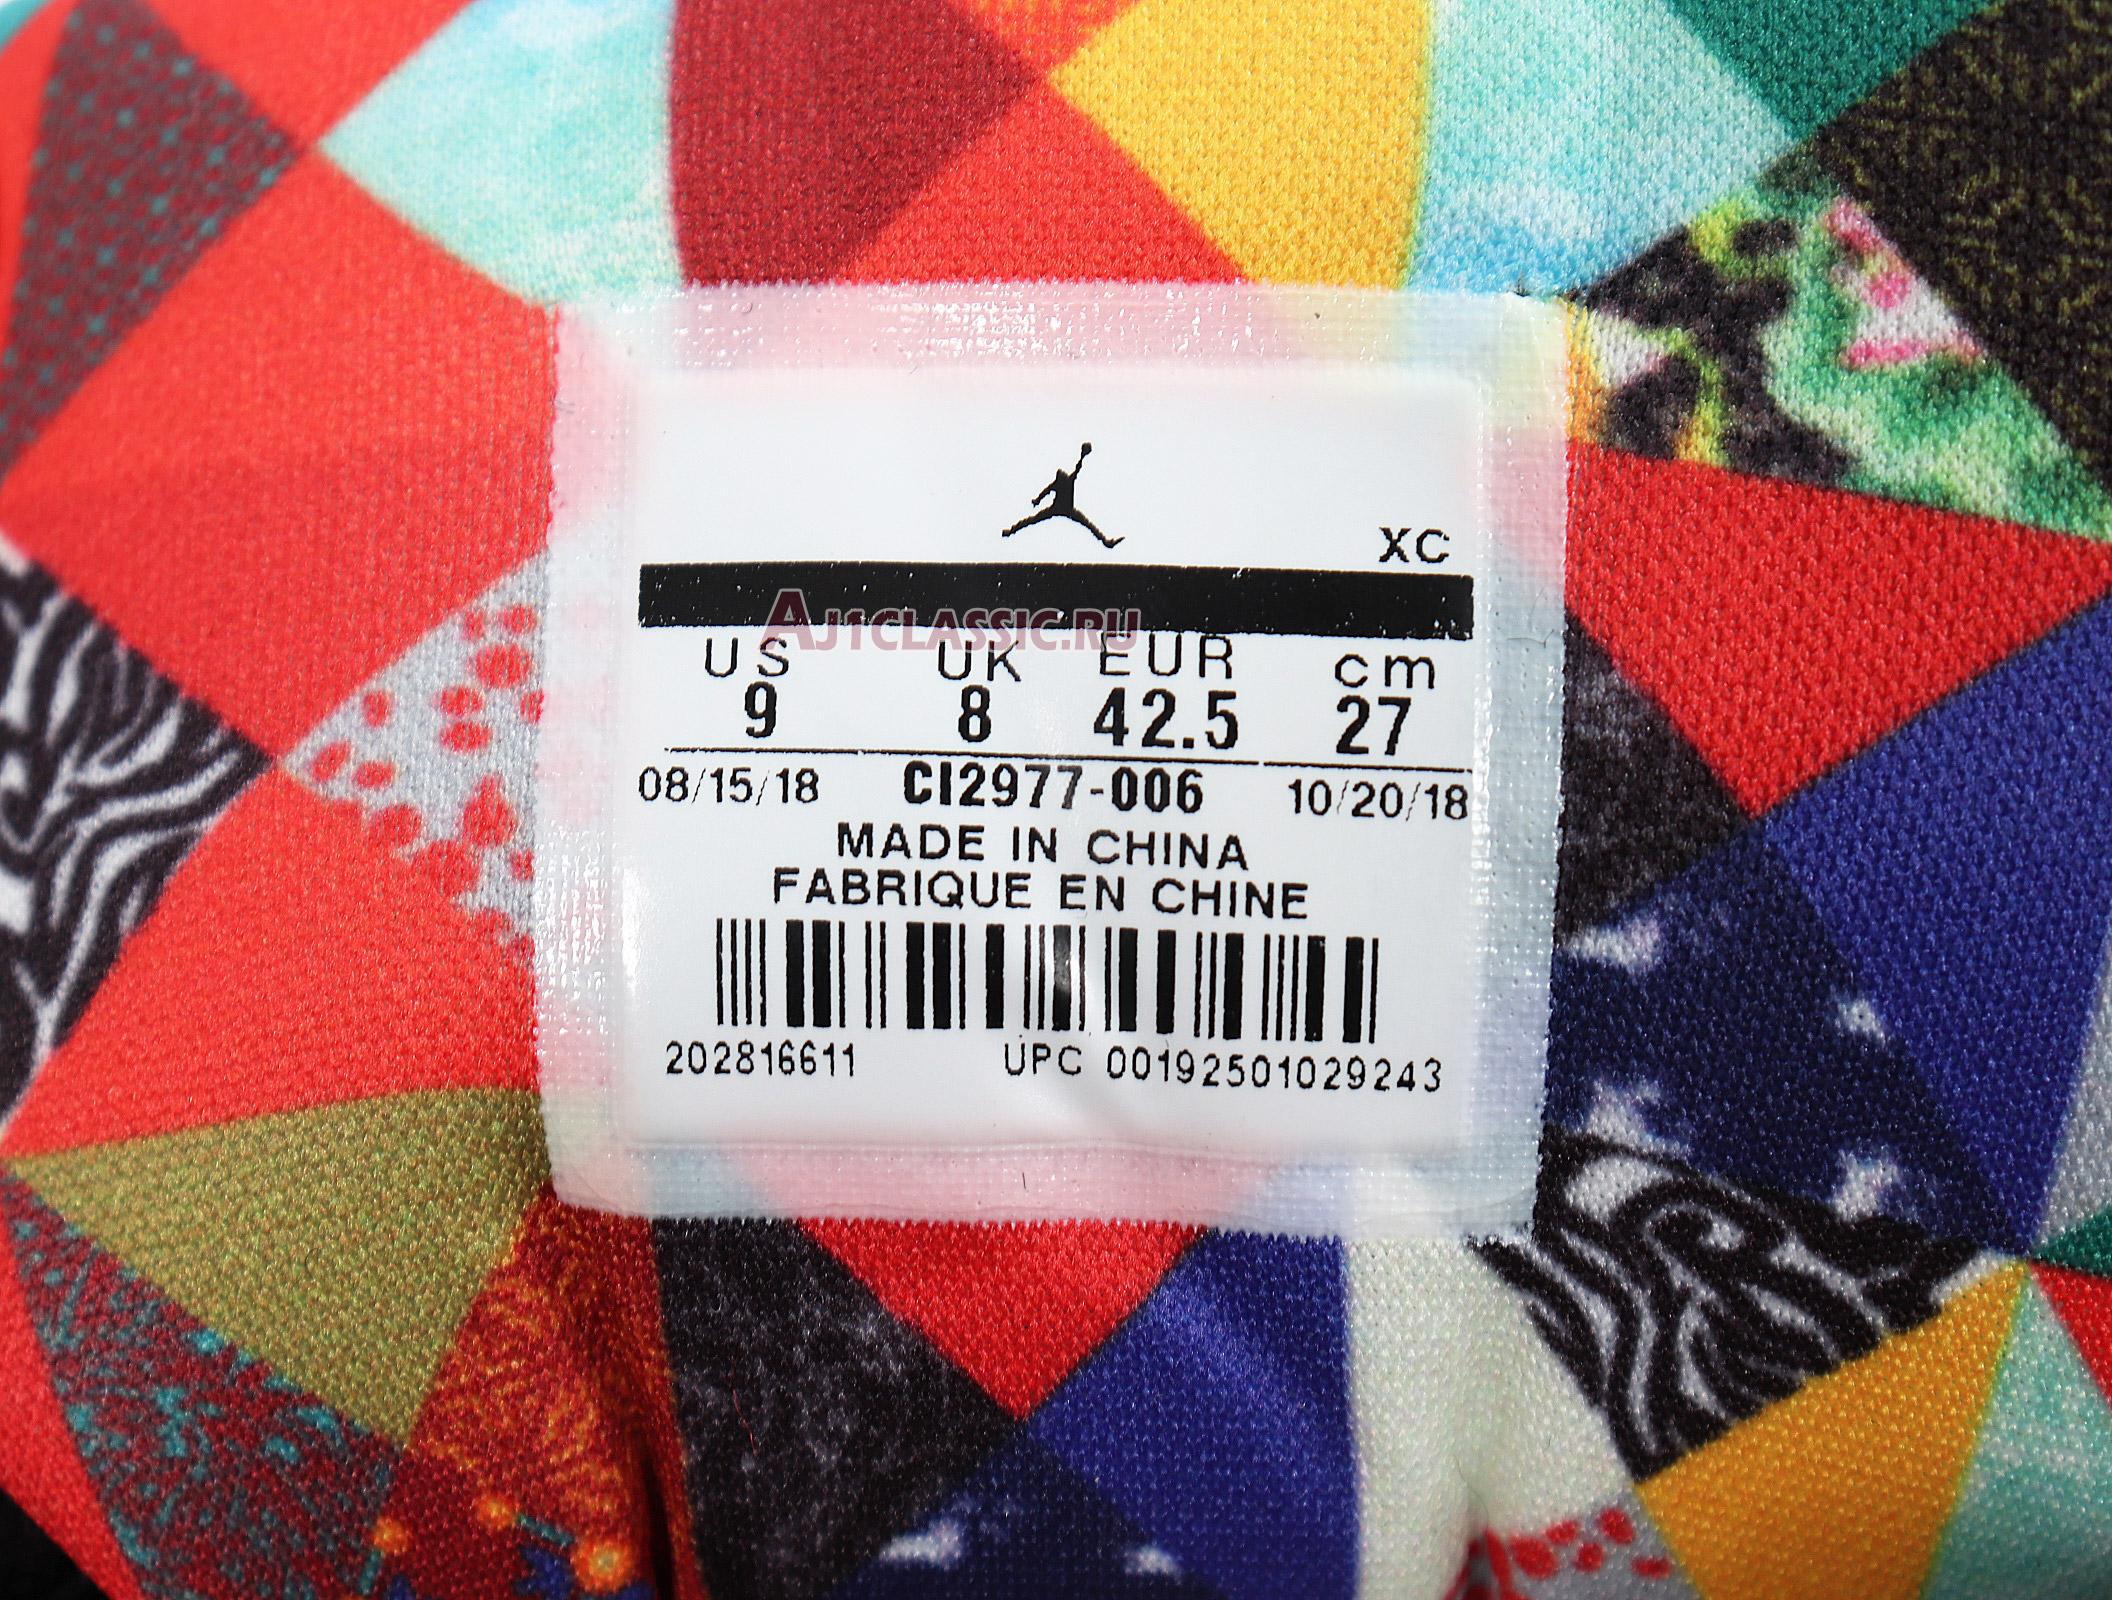 XC
AJ1CLASSIC.RU
US UK EUR cm
9 8 42.5 27
08/15/18 CI2977-006 10/20/18
MADE IN CHINA
FABRIQUE EN CHINE
202816611 UPC 00192501029243